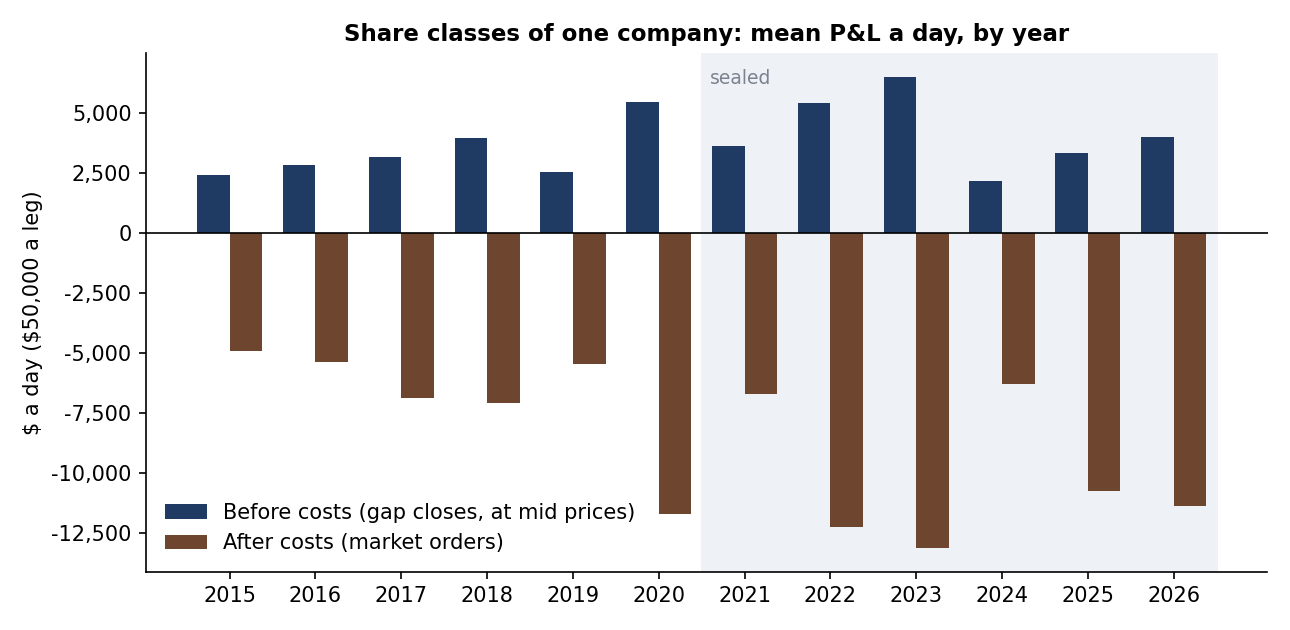 Share classes of one company: mean P&L a day, by year
sealed
$ a day ($50,000 a leg)
5,000
2,500
0
-2,500
-5,000
-7,500
-10,000
-12,500
Before costs (gap closes, at mid prices)
After costs (market orders)
2015 2016 2017 2018 2019 2020 2021 2022 2023 2024 2025 2026